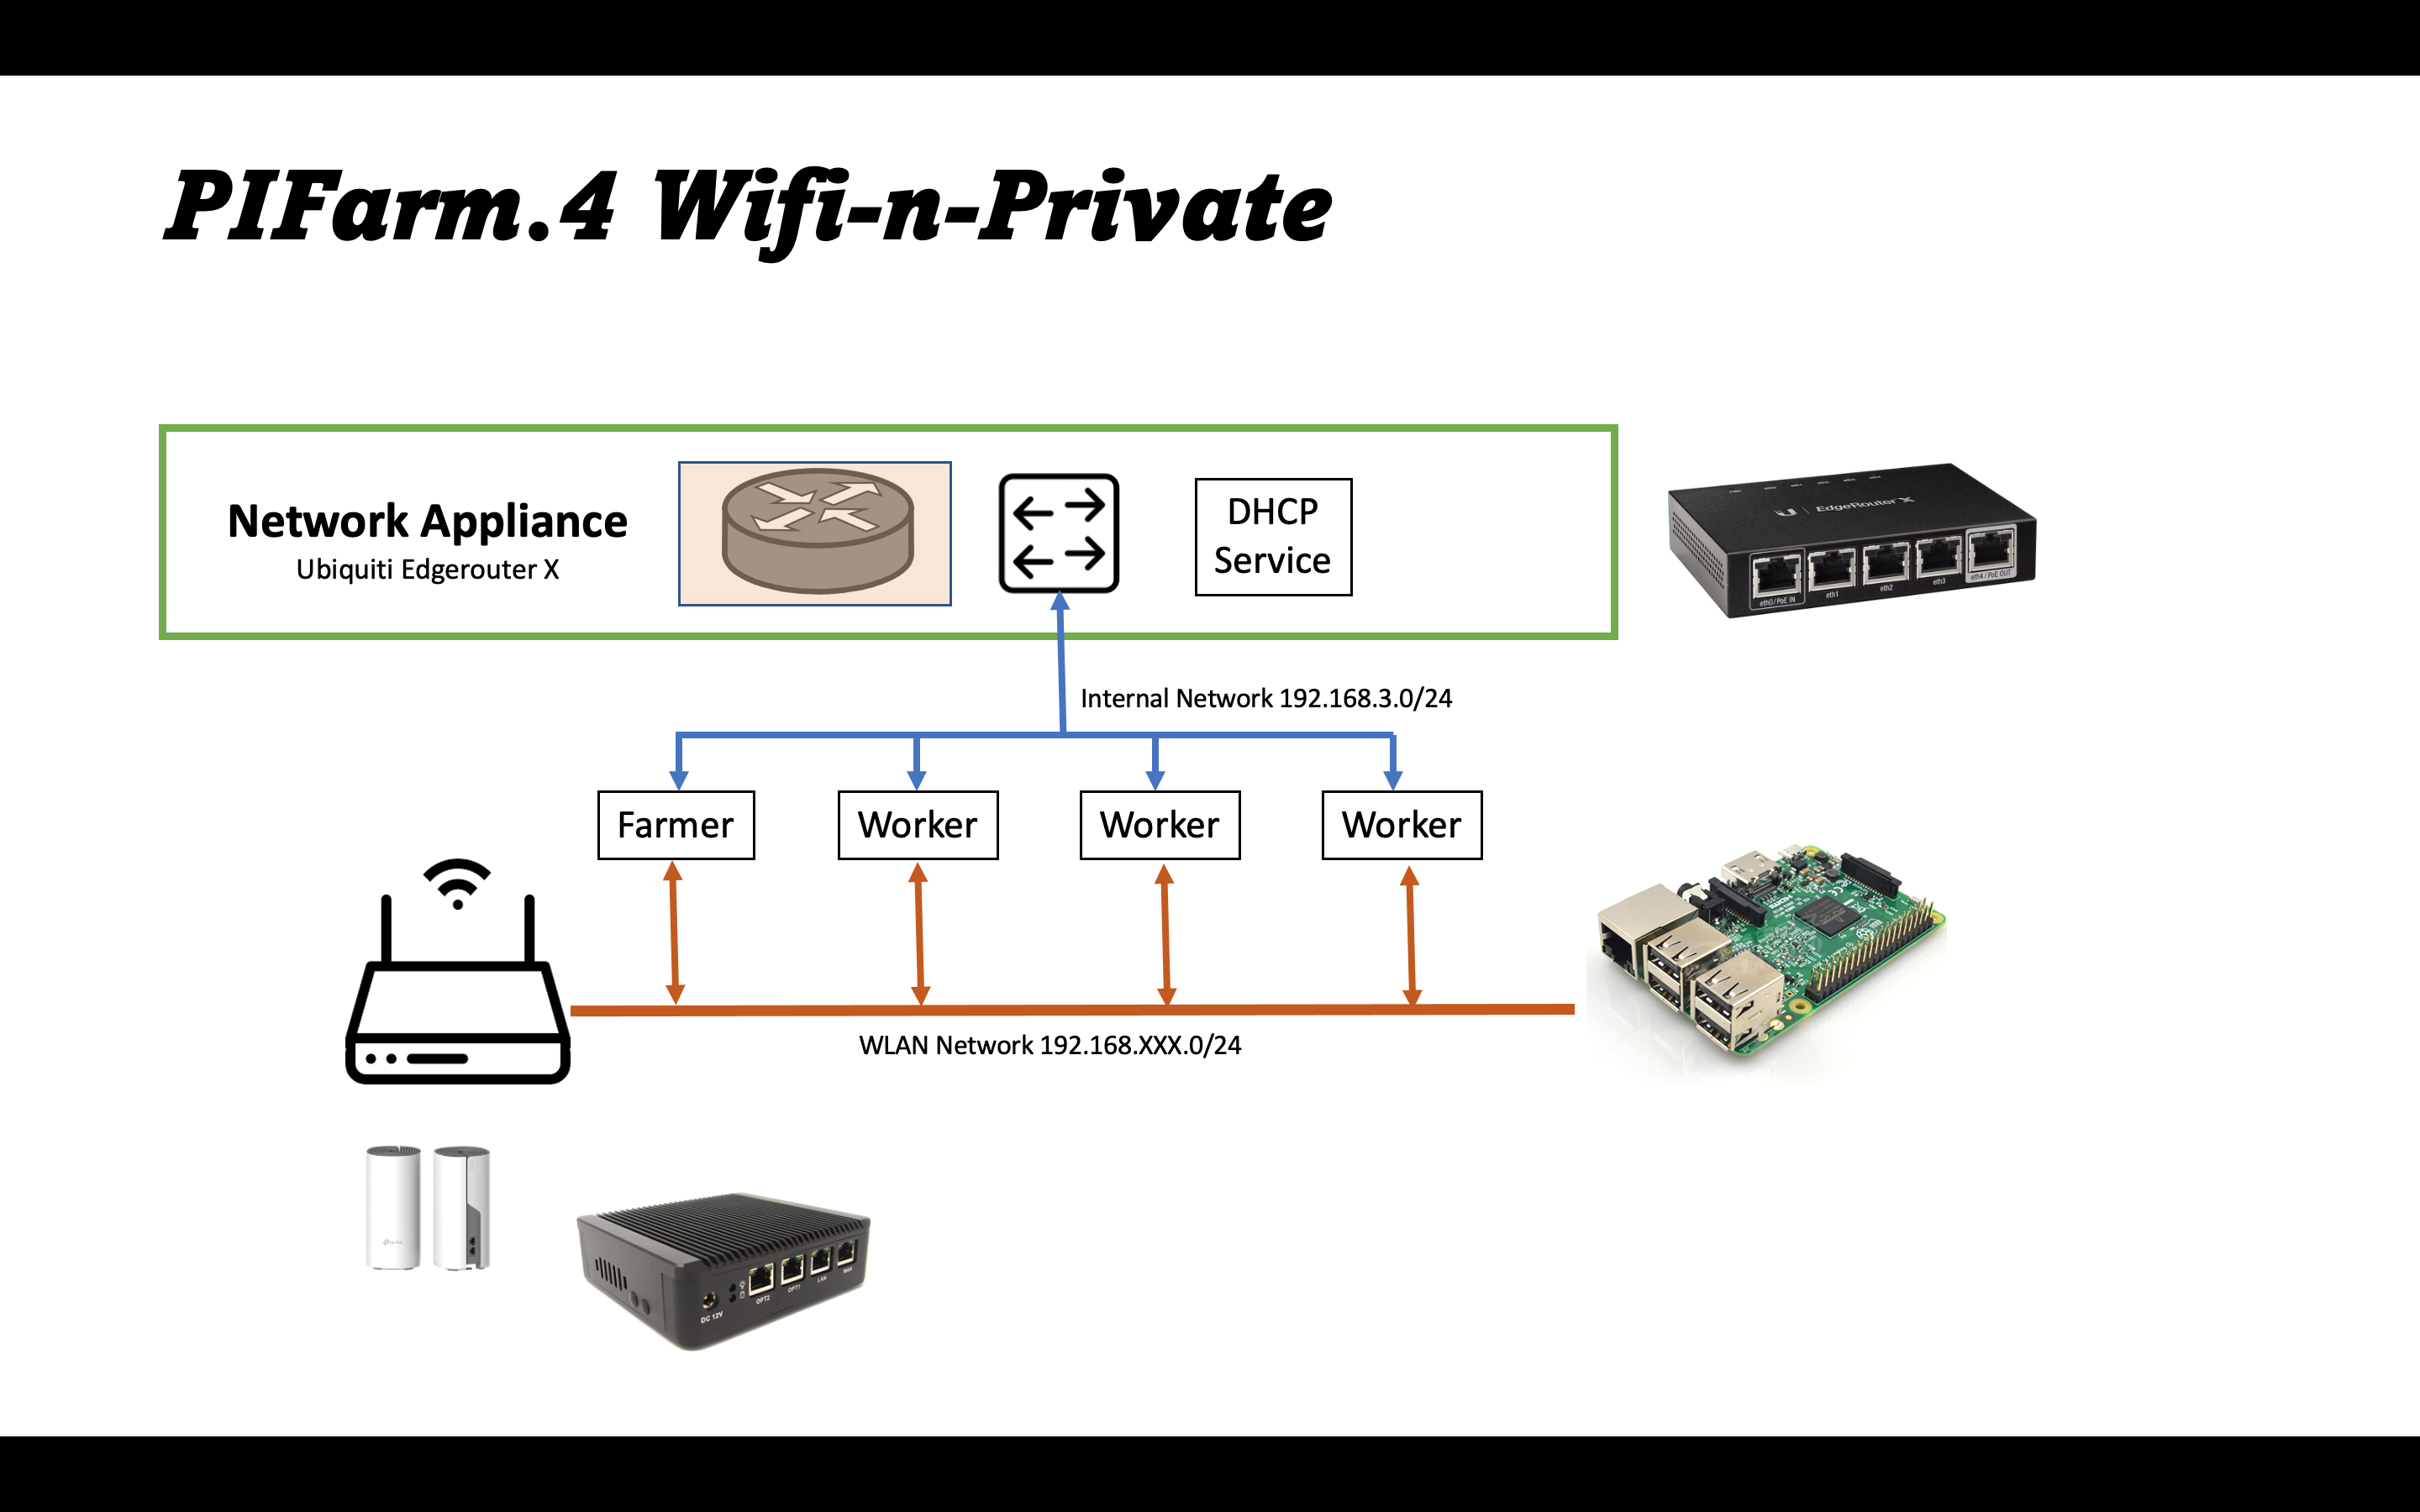 PIFarm.4 Wifi-n-Private
Network Appliance
Ubiquiti Edgerouter X
DHCP
Service
EdgeRouter X
eth0 / PoE IN
eth1
eth2
eth3
eth4 / PoE OUT
Internal Network 192.168.3.0/24
Farmer
Worker
Worker
Worker
WLAN Network 192.168.XXX.0/24
DC 12V
OPT2
OPT1
LAN
WAN